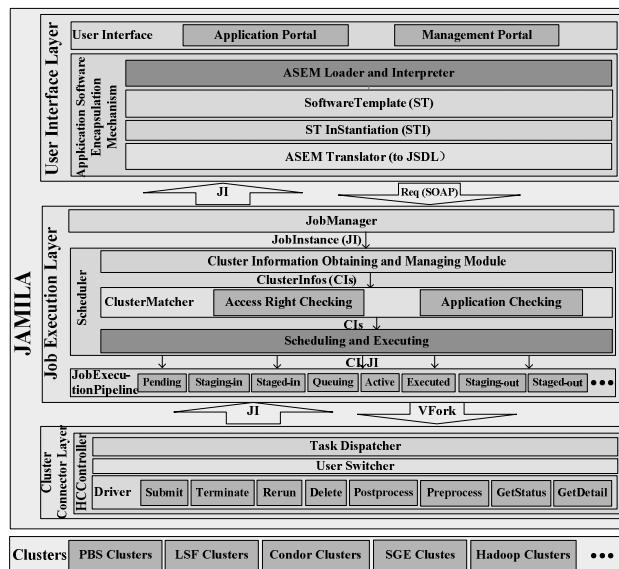 JAMILA
User Interface Layer
User Interface
Application Portal
Management Portal
Appkication Software
Encapsulation
Mechanism
ASEM Loader and Interpreter
SoftwareTemplate (ST)
ST InStantiation (STI)
ASEM Translator (to JSDL）
JI
Req (SOAP)
Job Execution Layer
JobManager
JobInstance (JI)
Scheduler
Cluster Information Obtaining and Managing Module
ClusterInfos (CIs)
ClusterMatcher
Access Right Checking
Application Checking
CIs
Scheduling and Executing
CI, JI
JobExecu
-tionPipeline
Pending
Staging-in
Staged-in
Queuing
Active
Executed
Staging-out
Staged-out
•••
JI
VFork
Cluster
Connector Layer
HCController
Task Dispatcher
User Switcher
Driver
Submit
Terminate
Rerun
Delete
Postprocess
Preprocess
GetStatus
GetDetail
Clusters
PBS Clusters
LSF Clusters
Condor Clusters
SGE Clustes
Hadoop Clusters
•••